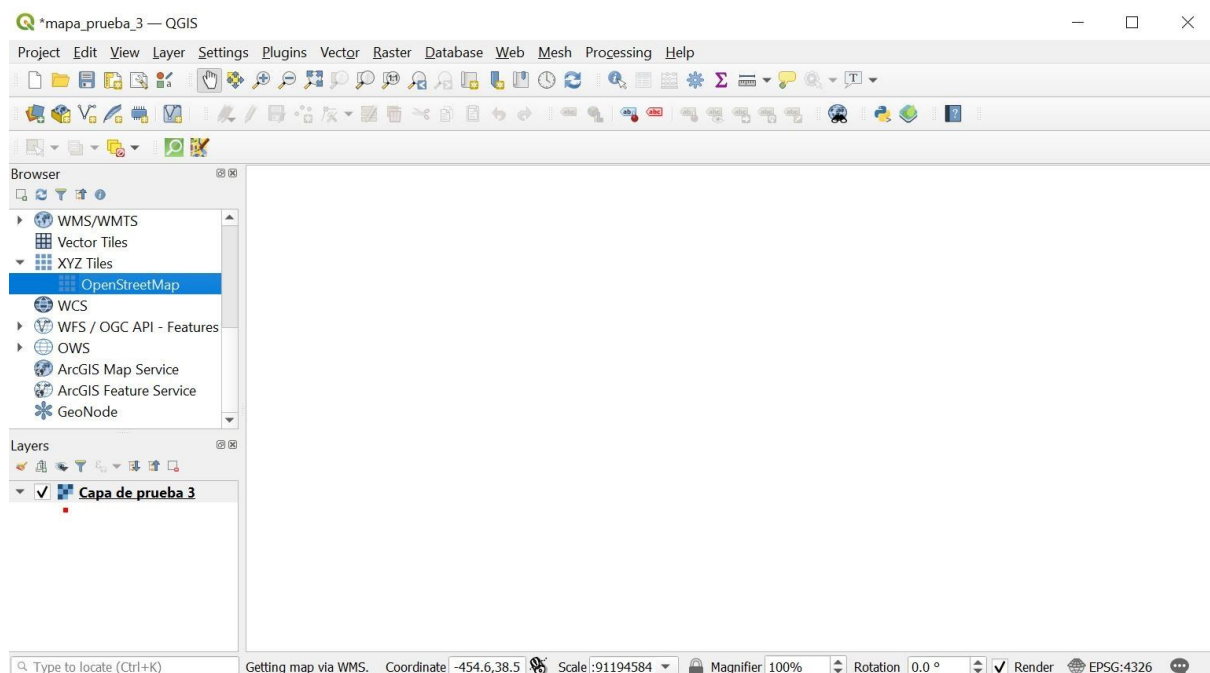 *mapa_prueba_3 — QGIS
Project Edit View Layer Settings Plugins Vector Raster Database Web Mesh Processing Help
Browser
WMS/WMTS
Vector Tiles
XYZ Tiles
OpenStreetMap
WCS
WFS / OGC API - Features
OWS
ArcGIS Map Service
ArcGIS Feature Service
GeoNode
Layers
Capa de prueba 3
Type to locate (Ctrl+K) Getting map via WMS. Coordinate -454.6,38.5 Scale :91194584 Magnifier 100% Rotation 0.0 ° Render EPSG:4326